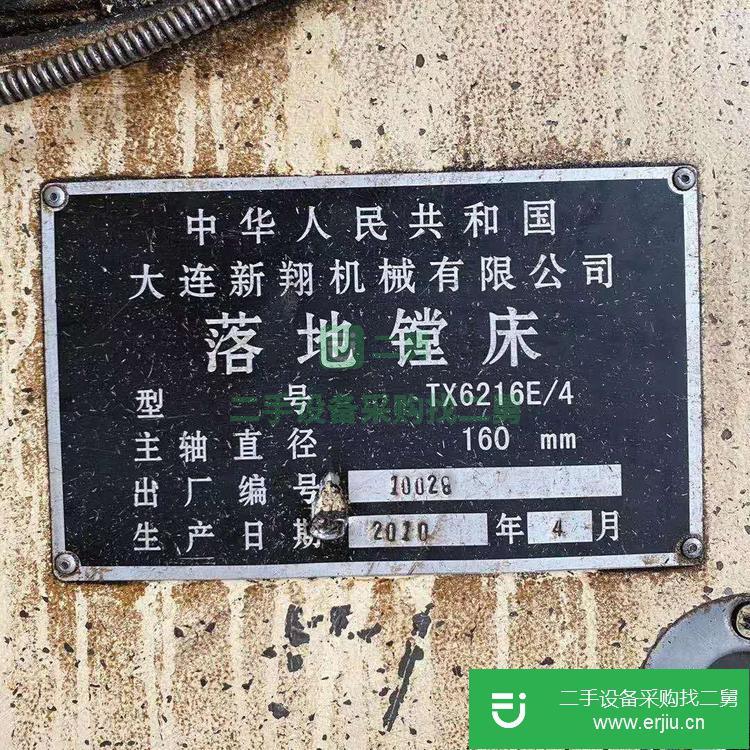 中华人民共和国
大连新翔机械有限公司
落地镗床
型号 TX6216E/4
主轴直径 160 mm
出厂编号 10028
生产日期 2010 年 4 月
二舅
二手设备采购找二舅
二手设备采购找二舅
www.erjiu.cn